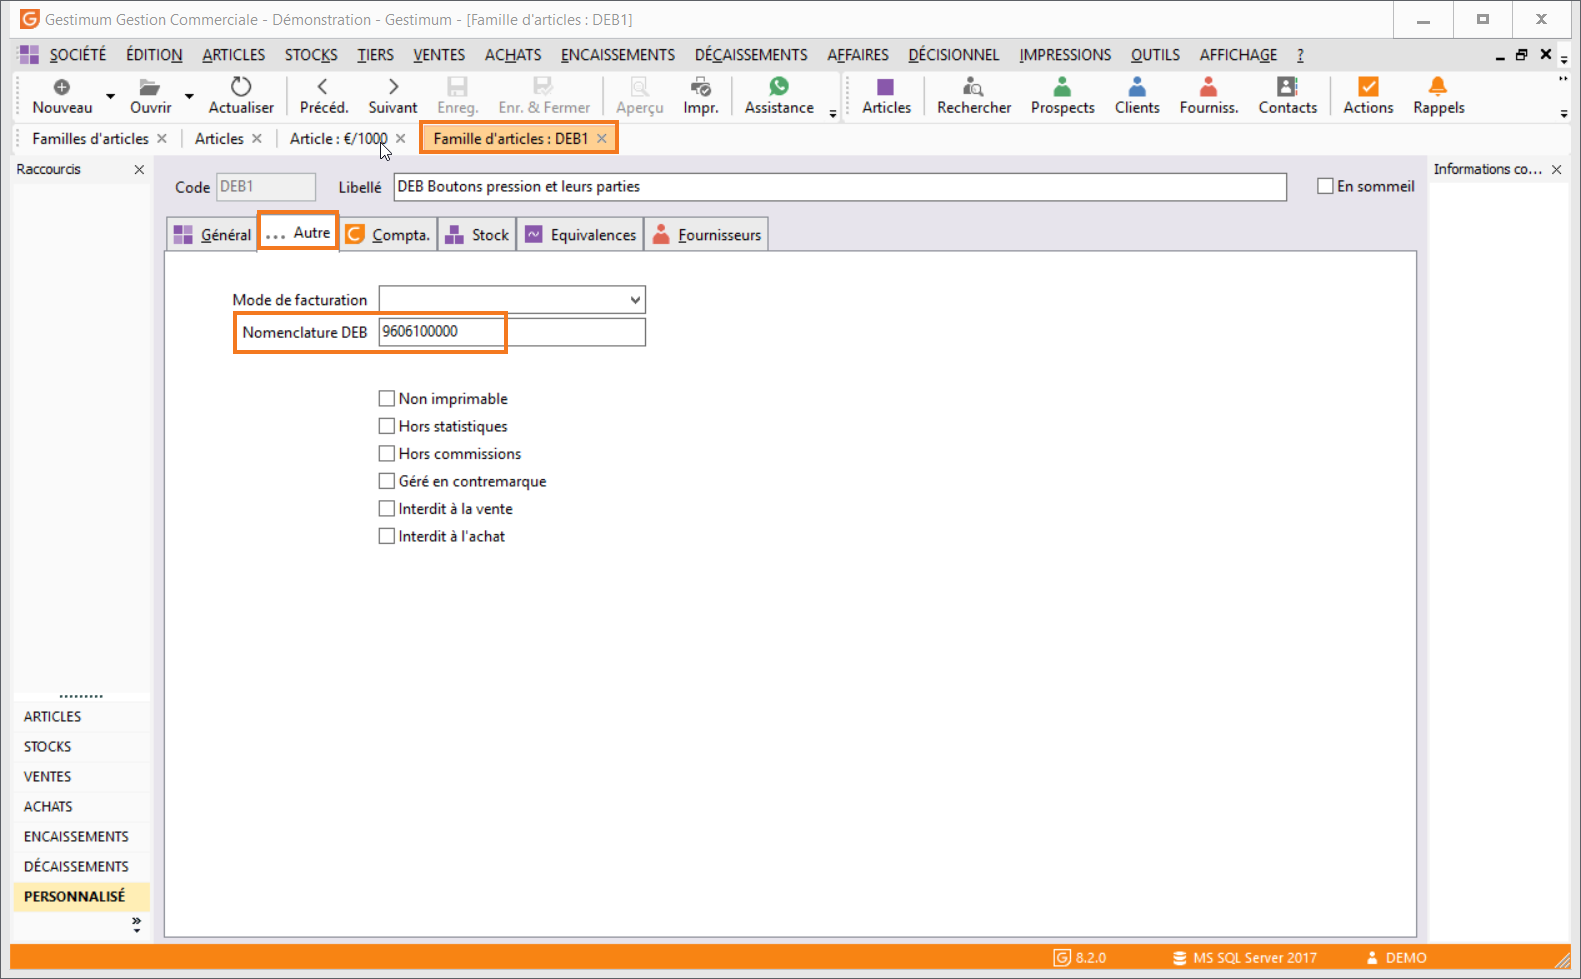 Gestimum Gestion Commerciale - Démonstration - Gestimum - [Famille d'articles : DEB1]
SOCIÉTÉ ÉDITION ARTICLES STOCKS TIERS VENTES ACHATS ENCAISSEMENTS DÉCAISSEMENTS AFFAIRES DÉCISIONNEL IMPRESSIONS OUTILS AFFICHAGE ?
Nouveau Ouvrir Actualiser Précéd. Suivant Enreg. Enr. & Fermer Aperçu Impr. Assistance Articles Rechercher Prospects Clients Fourniss. Contacts Actions Rappels
Familles d'articles Articles Article : €/1000 Famille d'articles : DEB1
Raccourcis
Informations co...
Code DEB1 Libellé DEB Boutons pression et leurs parties En sommeil
Général ... Autre Compta. Stock Equivalences Fournisseurs
Mode de facturation
Nomenclature DEB 9606100000
Non imprimable
Hors statistiques
Hors commissions
Géré en contremarque
Interdit à la vente
Interdit à l'achat
ARTICLES
STOCKS
VENTES
ACHATS
ENCAISSEMENTS
DÉCAISSEMENTS
PERSONNALISÉ
8.2.0 MS SQL Server 2017 DEMO